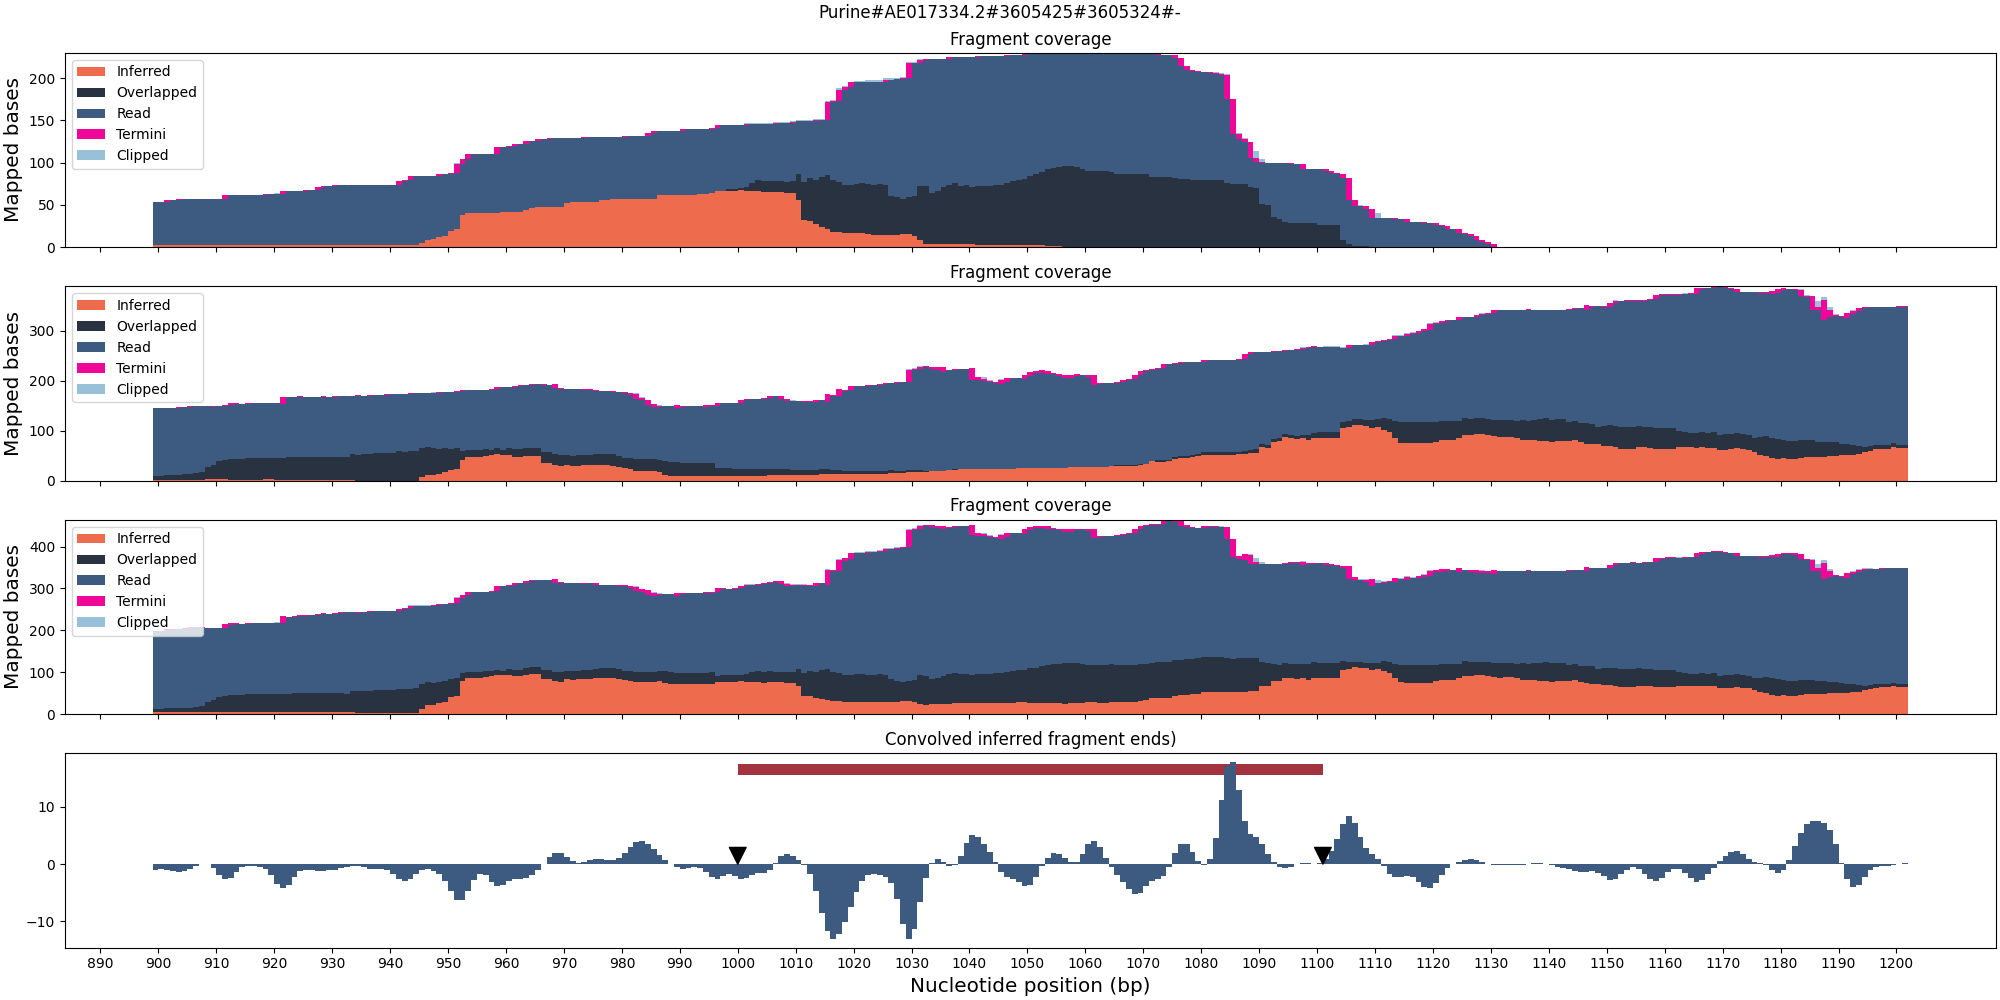 Purine#AE017334.2#3605425#3605324#-
Fragment coverage
Mapped bases
200
150
100
50
0
Inferred
Overlapped
Read
Termini
Clipped
Fragment coverage
Mapped bases
300
200
100
0
Inferred
Overlapped
Read
Termini
Clipped
Fragment coverage
Mapped bases
400
300
200
100
0
Inferred
Overlapped
Read
Termini
Clipped
Convolved inferred fragment ends)
10
0
−10
890 900 910 920 930 940 950 960 970 980 990 1000 1010 1020 1030 1040 1050 1060 1070 1080 1090 1100 1110 1120 1130 1140 1150 1160 1170 1180 1190 1200
Nucleotide position (bp)